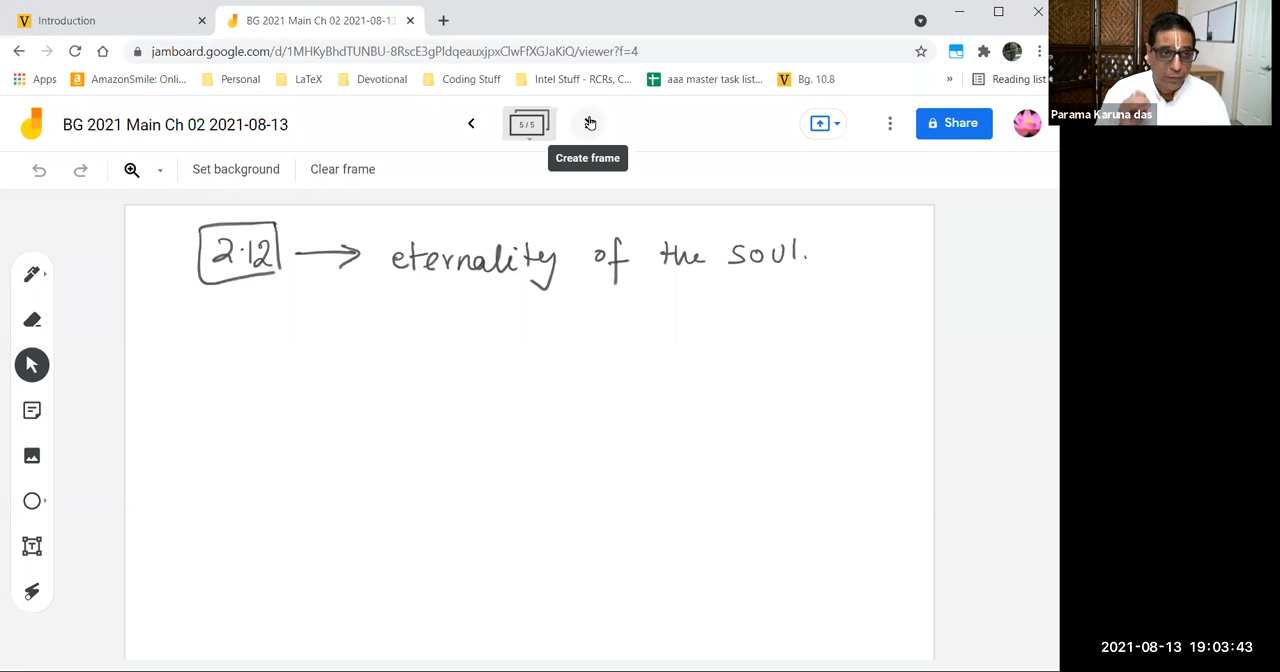 Introduction
BG 2021 Main Ch 02 2021-08-13
jamboard.google.com/d/1MHKyBhdTUNBU-8RscE3gPldqeauxjpxClwFfXGJaKiQ/viewer?f=4
Apps
AmazonSmile: Onli...
Personal
LaTeX
Devotional
Coding Stuff
Intel Stuff - RCRs, C...
aaa master task list...
Bg. 10.8
»
Reading list
Parama Karuna das
BG 2021 Main Ch 02 2021-08-13
5 / 5
Share
Create frame
Set background
Clear frame
2.12 → eternality of the soul.
2021-08-13 19:03:43